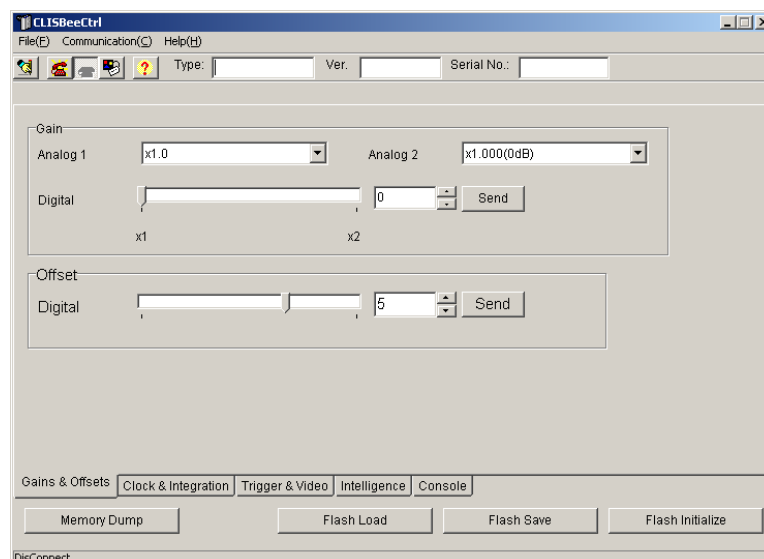 CLISBeeCtrl
File(F) Communication(C) Help(H)
Type: Ver. Serial No.:
Gain
Analog 1 x1.0 Analog 2 x1.000(0dB)
Digital 0 Send
x1 x2
Offset
Digital 5 Send
Gains & Offsets Clock & Integration Trigger & Video Intelligence Console
Memory Dump Flash Load Flash Save Flash Initialize
DisConnect